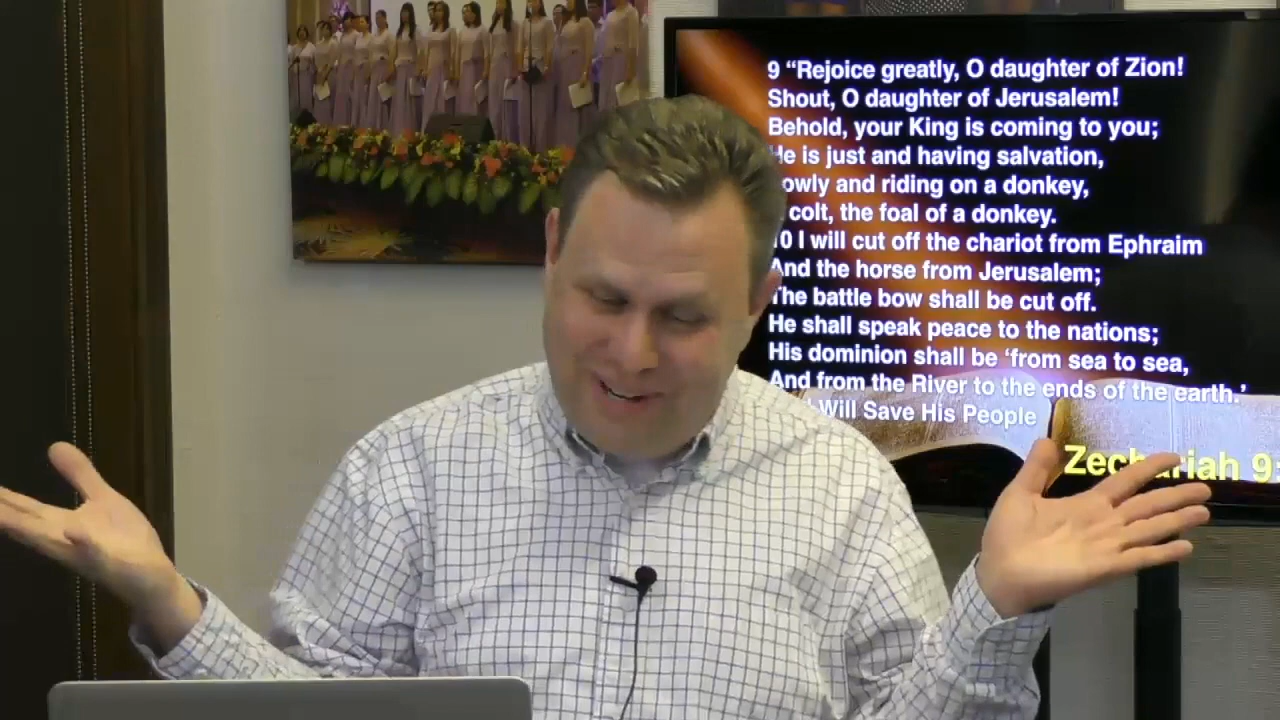 9 “Rejoice greatly, O daughter of Zion!
Shout, O daughter of Jerusalem!
Behold, your King is coming to you;
He is just and having salvation,
owly and riding on a donkey,
colt, the foal of a donkey.
10 I will cut off the chariot from Ephraim
And the horse from Jerusalem;
The battle bow shall be cut off.
He shall speak peace to the nations;
His dominion shall be ‘from sea to sea,
And from the River to the ends of the earth.’
Will Save His People
Zechariah 9: